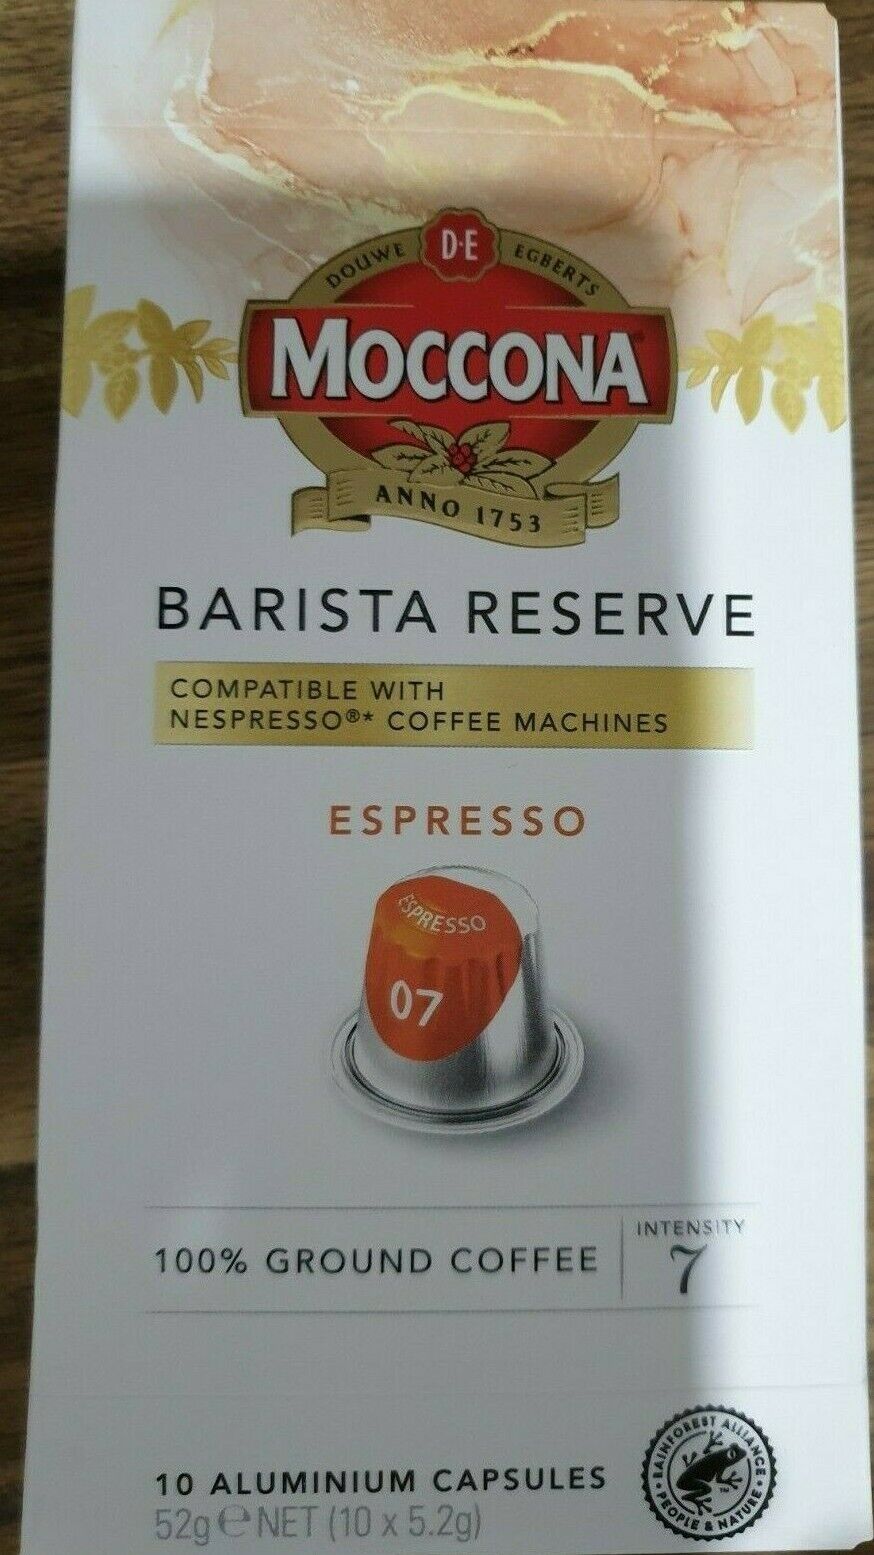 DOUWE D·E EGBERTS
MOCCONA
ANNO 1753
BARISTA RESERVE
COMPATIBLE WITH
NESPRESSO®* COFFEE MACHINES
ESPRESSO
ESPRESSO
07
100% GROUND COFFEE
INTENSITY
7
10 ALUMINIUM CAPSULES
52g ℮ NET (10 x 5.2g)
RAINFOREST ALLIANCE
PEOPLE & NATURE
TM